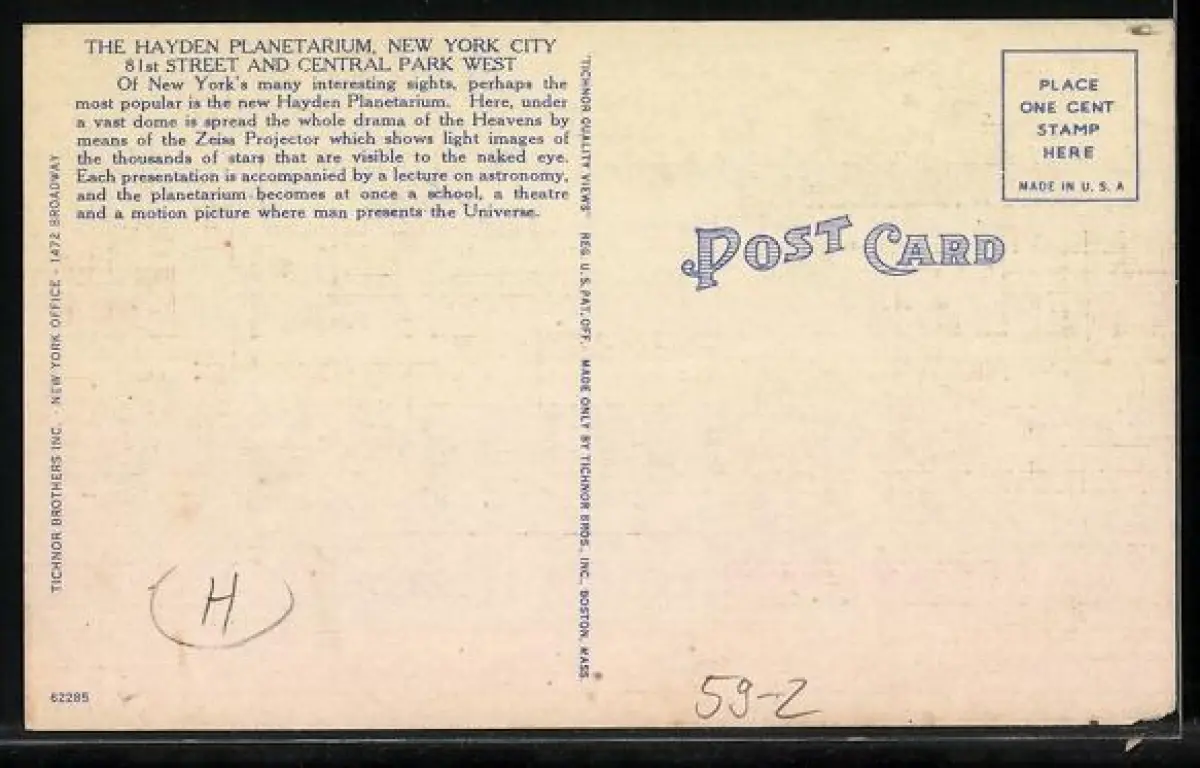 THE HAYDEN PLANETARIUM, NEW YORK CITY
81st STREET AND CENTRAL PARK WEST
Of New York's many interesting sights, perhaps the
most popular is the new Hayden Planetarium. Here, under
a vast dome is spread the whole drama of the Heavens by
means of the Zeiss Projector which shows light images of
the thousands of stars that are visible to the naked eye.
Each presentation is accompanied by a lecture on astronomy,
and the planetarium becomes at once a school, a theatre
and a motion picture where man presents the Universe.
TICHNOR BROTHERS INC. - NEW YORK OFFICE - 1472 BROADWAY
"TICHNOR QUALITY VIEWS" REG. U. S. PAT. OFF. MADE ONLY BY TICHNOR BROS., INC., BOSTON, MASS.
PLACE
ONE CENT
STAMP
HERE
MADE IN U. S. A
POST CARD
H
62285
59-2